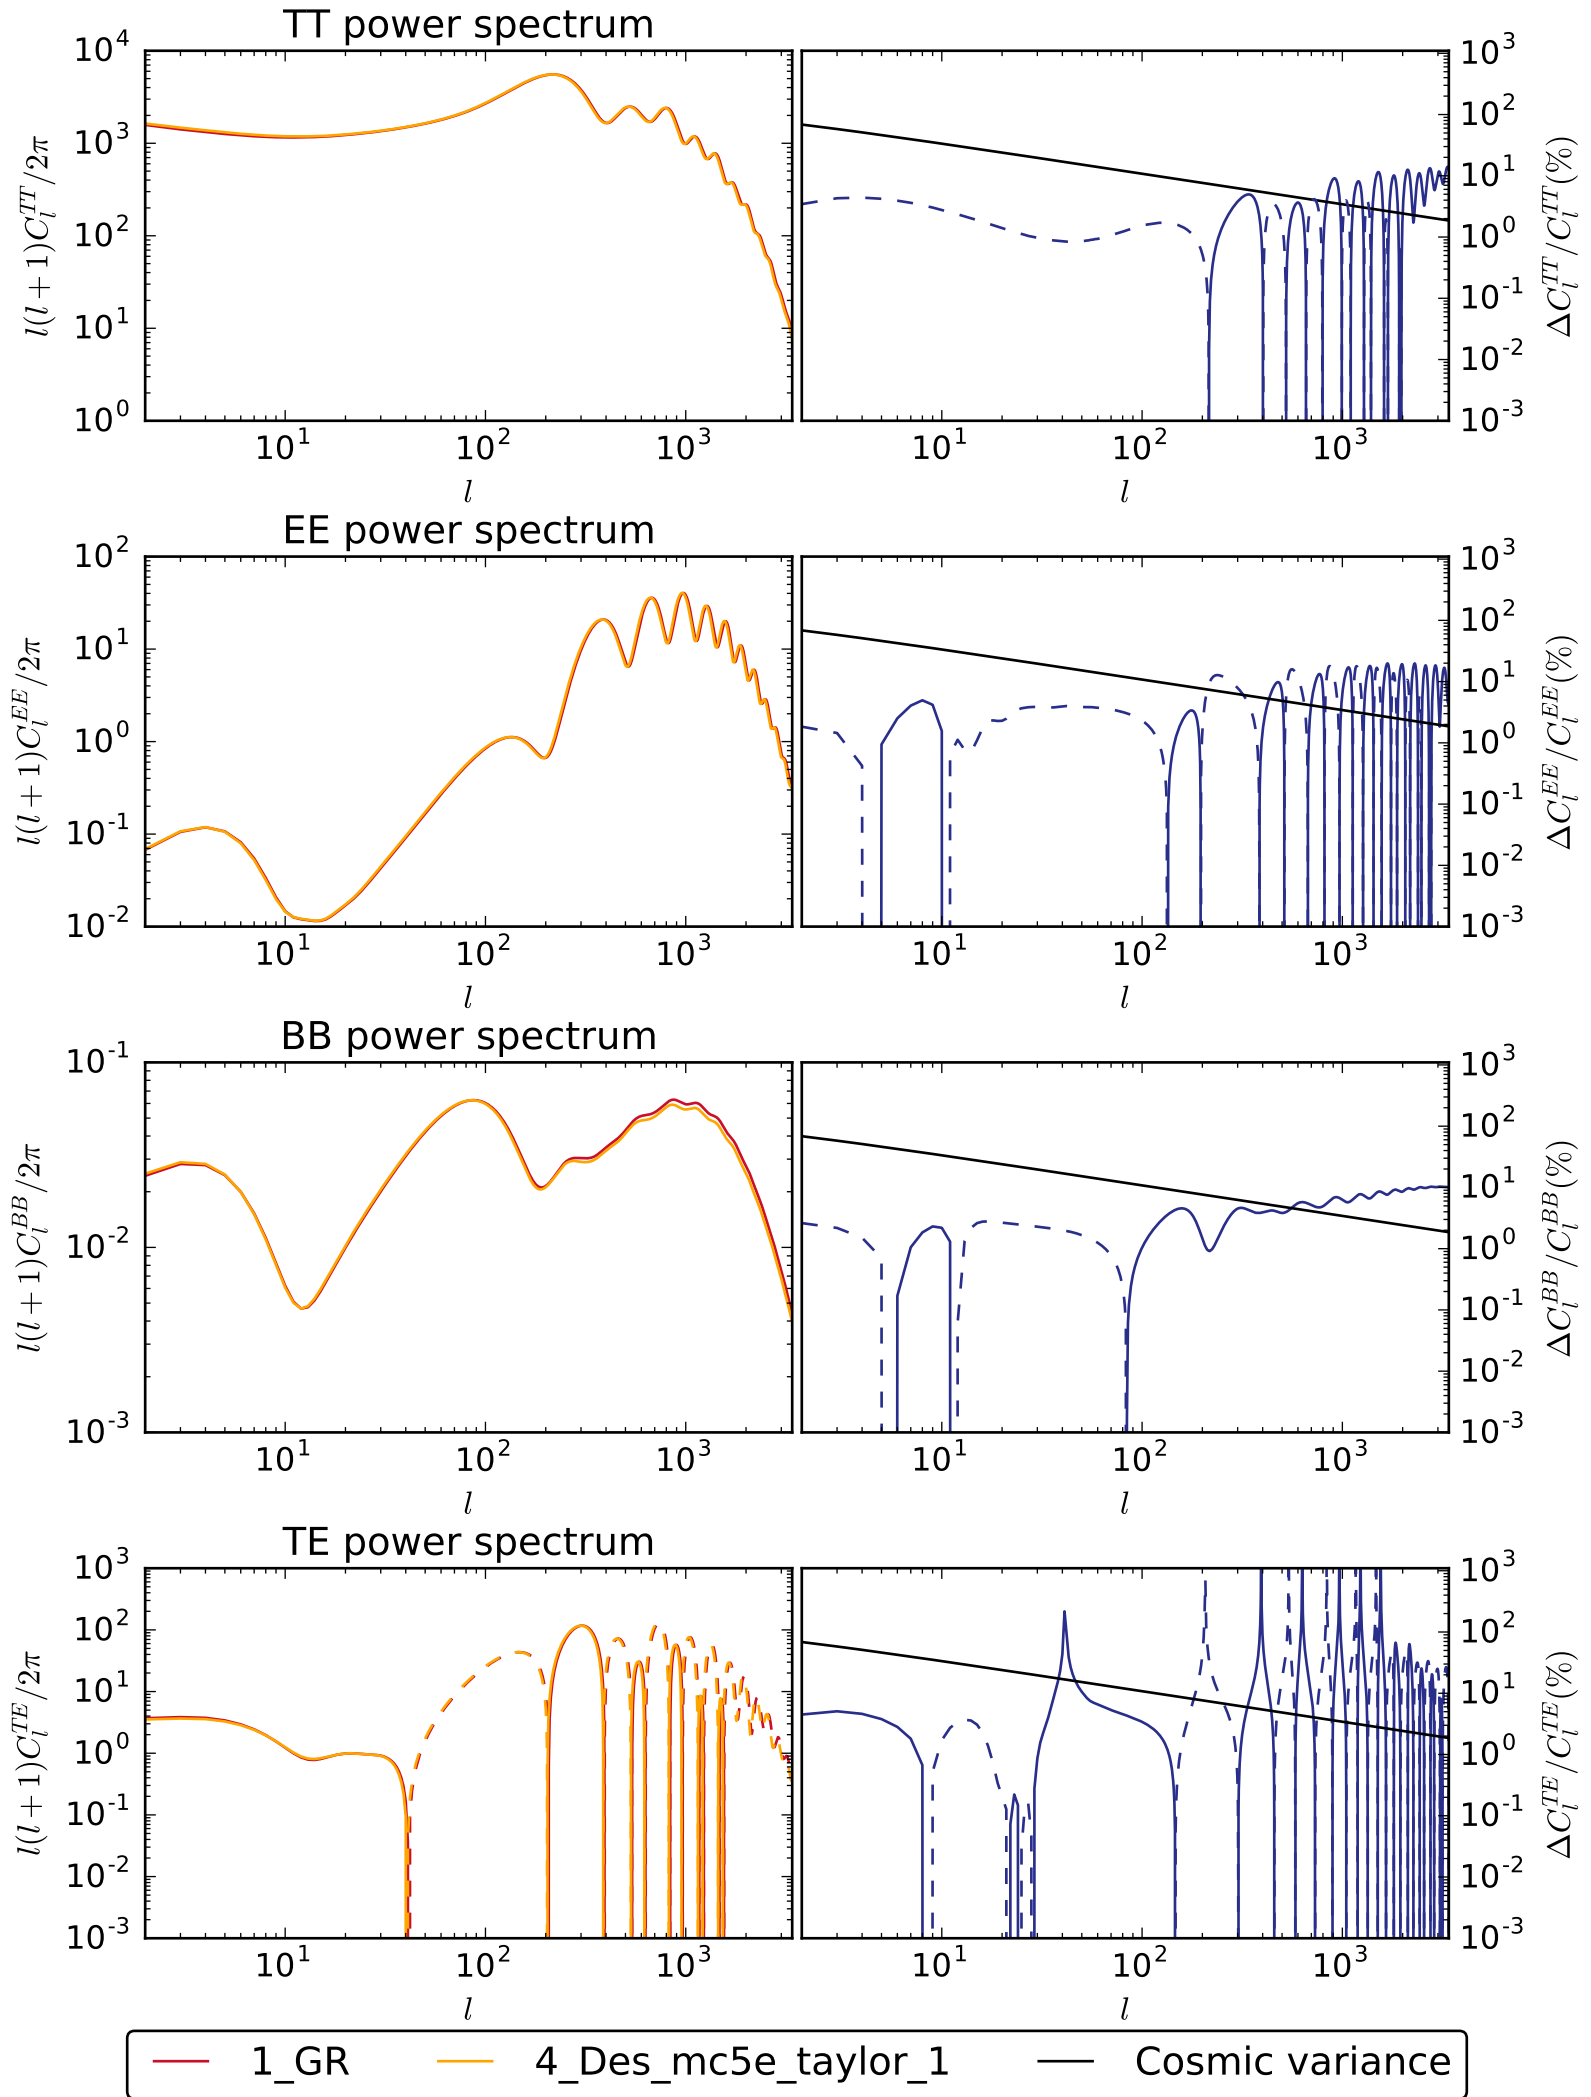 TT power spectrum
10^4
10^3
10^2
10^1
10^0
l(l+1)C_l^{TT}/2π
10^1 10^2 10^3
l
10^3
10^2
10^1
10^0
10^-1
10^-2
10^-3
ΔC_l^{TT}/C_l^{TT}(%)
10^1 10^2 10^3
l
EE power spectrum
10^2
10^1
10^0
10^-1
10^-2
l(l+1)C_l^{EE}/2π
10^1 10^2 10^3
l
10^3
10^2
10^1
10^0
10^-1
10^-2
10^-3
ΔC_l^{EE}/C_l^{EE}(%)
10^1 10^2 10^3
l
BB power spectrum
10^-1
10^-2
10^-3
l(l+1)C_l^{BB}/2π
10^1 10^2 10^3
l
10^3
10^2
10^1
10^0
10^-1
10^-2
10^-3
ΔC_l^{BB}/C_l^{BB}(%)
10^1 10^2 10^3
l
TE power spectrum
10^3
10^2
10^1
10^0
10^-1
10^-2
10^-3
l(l+1)C_l^{TE}/2π
10^1 10^2 10^3
l
10^3
10^2
10^1
10^0
10^-1
10^-2
10^-3
ΔC_l^{TE}/C_l^{TE}(%)
10^1 10^2 10^3
l
1_GR 4_Des_mc5e_taylor_1 Cosmic variance